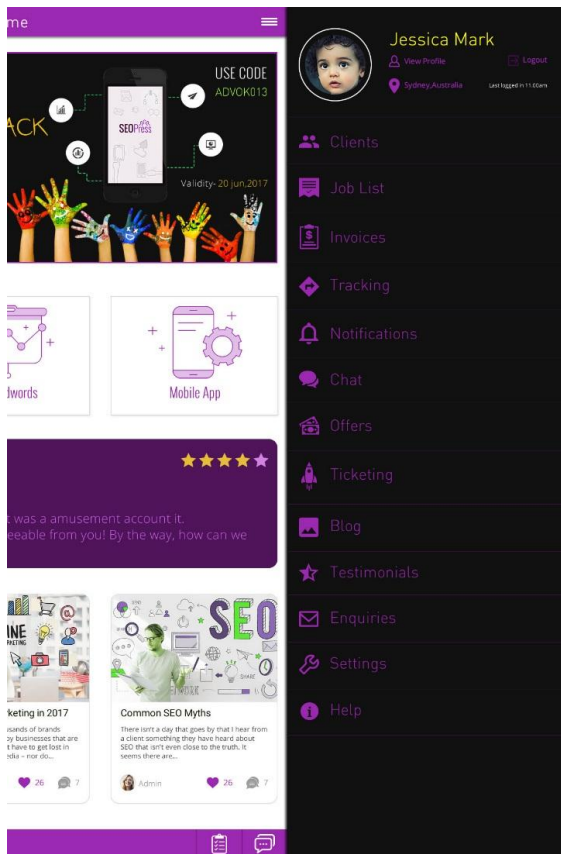 me
ACK
USE CODE
ADVOK013
SEOPress
Validity- 20 jun,2017
dwords
Mobile App
t was a amusement account it.
eeable from you! By the way, how can we
INE
MARKETING
SEO
keting in 2017
usands of brands
by businesses that are
t have to get lost in
edia – nor do...
26
7
Common SEO Myths
There isn't a day that goes by that I hear from
a client something they have heard about
SEO that isn't even close to the truth. It
seems there are,..
Admin
26
7
Jessica Mark
View Profile
Logout
Sydney,Australia
Last logged in 11.00am
Clients
Job List
Invoices
Tracking
Notifications
Chat
Offers
Ticketing
Blog
Testimonials
Enquiries
Settings
Help